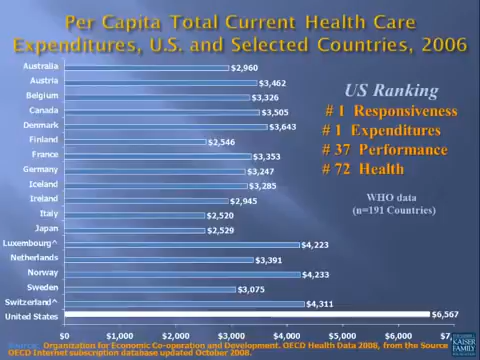 Per Capita Total Current Health Care
Expenditures, U.S. and Selected Countries, 2006
Australia $2,960
Austria $3,462
Belgium $3,326
Canada $3,505
Denmark $3,643
Finland $2,546
France $3,353
Germany $3,247
Iceland $3,285
Ireland $2,945
Italy $2,520
Japan $2,529
Luxembourg^ $4,223
Netherlands $3,391
Norway $4,233
Sweden $3,075
Switzerland^ $4,311
United States $6,567
US Ranking
# 1 Responsiveness
# 1 Expenditures
# 37 Performance
# 72 Health
WHO data
(n=191 Countries)
$0 $1,000 $2,000 $3,000 $4,000 $5,000 $6,000 $7,
Source: Organization for Economic Co-operation and Development. OECD Health Data 2008, from the Source
OECD Internet subscription database updated October 2008.
KAISER
FAMILY